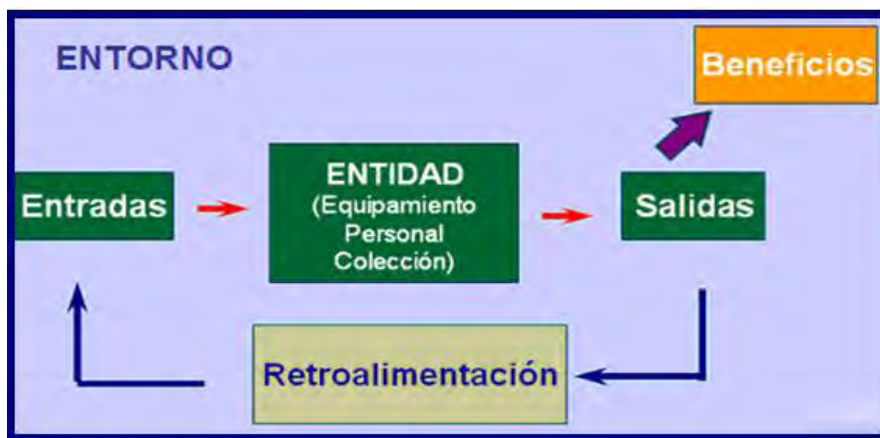 ENTORNO
Beneficios
Entradas
ENTIDAD
(Equipamiento
Personal
Colección)
Salidas
Retroalimentación